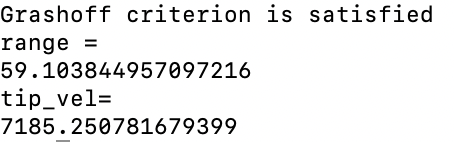 Grashoff criterion is satisfied
range =
59.103844957097216
tip_vel=
7185.250781679399